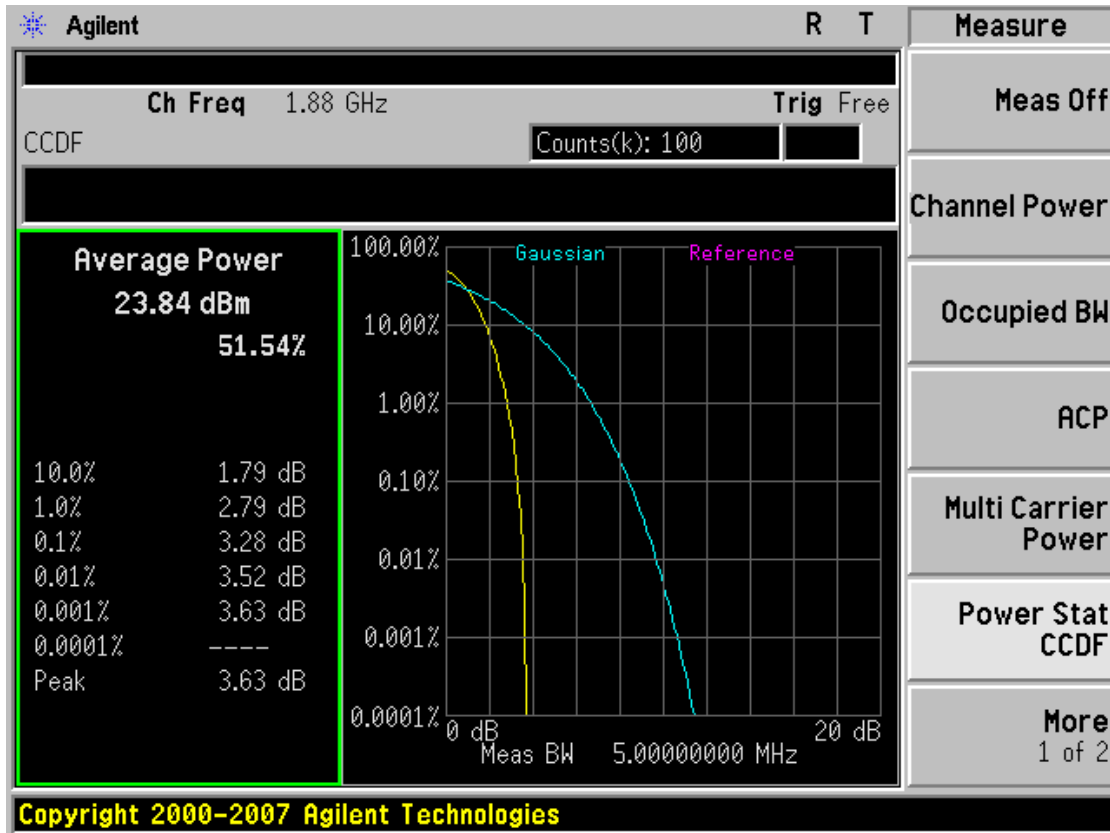 Agilent R T Measure
Ch Freq 1.88 GHz Trig Free
CCDF Counts(k): 100
Average Power
23.84 dBm
51.54%
10.0% 1.79 dB
1.0% 2.79 dB
0.1% 3.28 dB
0.01% 3.52 dB
0.001% 3.63 dB
0.0001% ----
Peak 3.63 dB
Gaussian Reference
100.00%
10.00%
1.00%
0.10%
0.01%
0.001%
0.0001%
0 dB 20 dB
Meas BW 5.00000000 MHz
Meas Off
Channel Power
Occupied BW
ACP
Multi Carrier
Power
Power Stat
CCDF
More
1 of 2
Copyright 2000-2007 Agilent Technologies